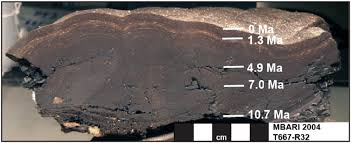 0 Ma
1.3 Ma
4.9 Ma
7.0 Ma
10.7 Ma
cm
MBARI 2004
T667-R32